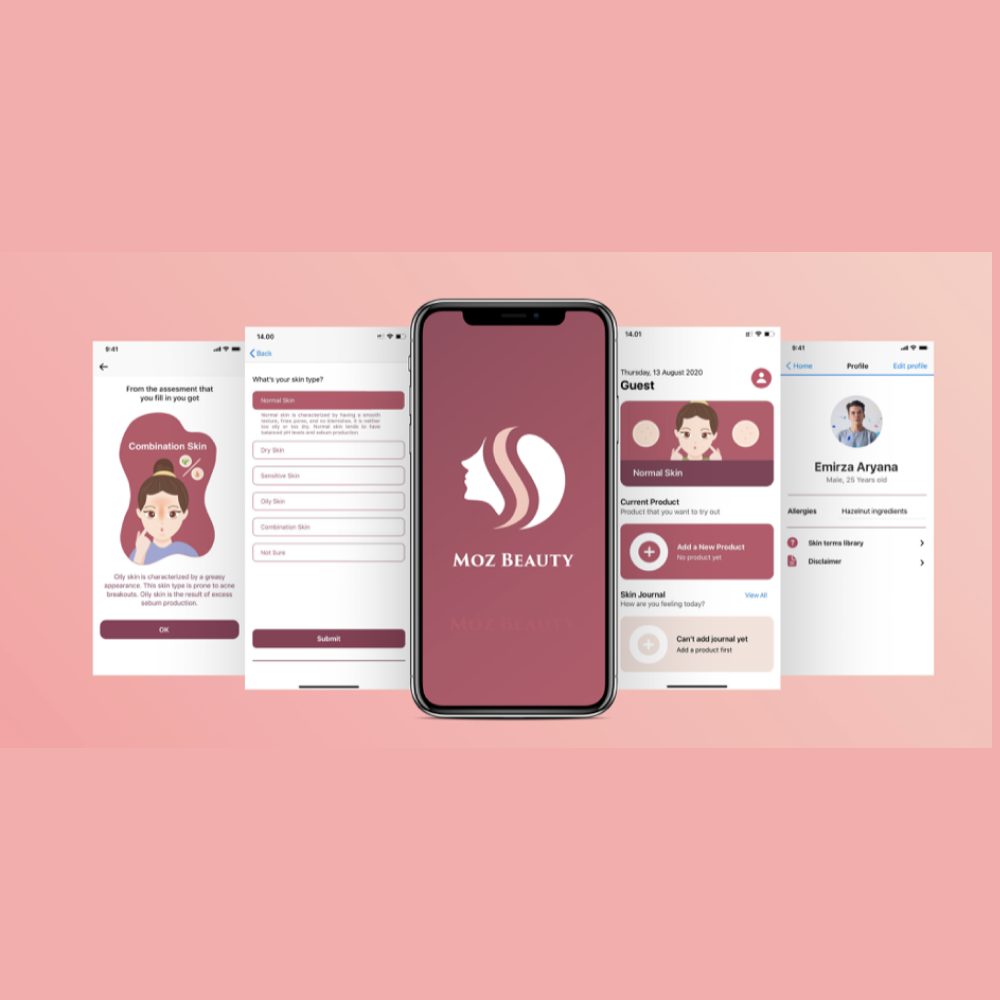 9:41
From the assesment that
you fill in you got
Combination Skin
Oily skin is characterized by a greasy
appearance. This skin type is prone to acne
breakouts. Oily skin is the result of excess
sebum production.
OK
14.00
Back
What's your skin type?
Normal Skin
Normal skin is characterized by having a smooth
texture, fines pores, and no blemishes. It is neither
too oily or too dry. Normal skin tends to have
balanced pH levels and sebum production.
Dry Skin
Sensitive Skin
Oily Skin
Combination Skin
Not Sure
Submit
MOZ BEAUTY
MOZ BEAUTY
14.01
Thursday, 13 August 2020
Guest
Normal Skin
Current Product
Product that you want to try out
Add a New Product
No product yet
Skin Journal
View All
How are you feeling today?
Can't add journal yet
Add a product first
9:41
Home Profile Edit profile
Emirza Aryana
Male, 25 Years old
Allergies Hazelnut ingredients
Skin terms library
Disclaimer